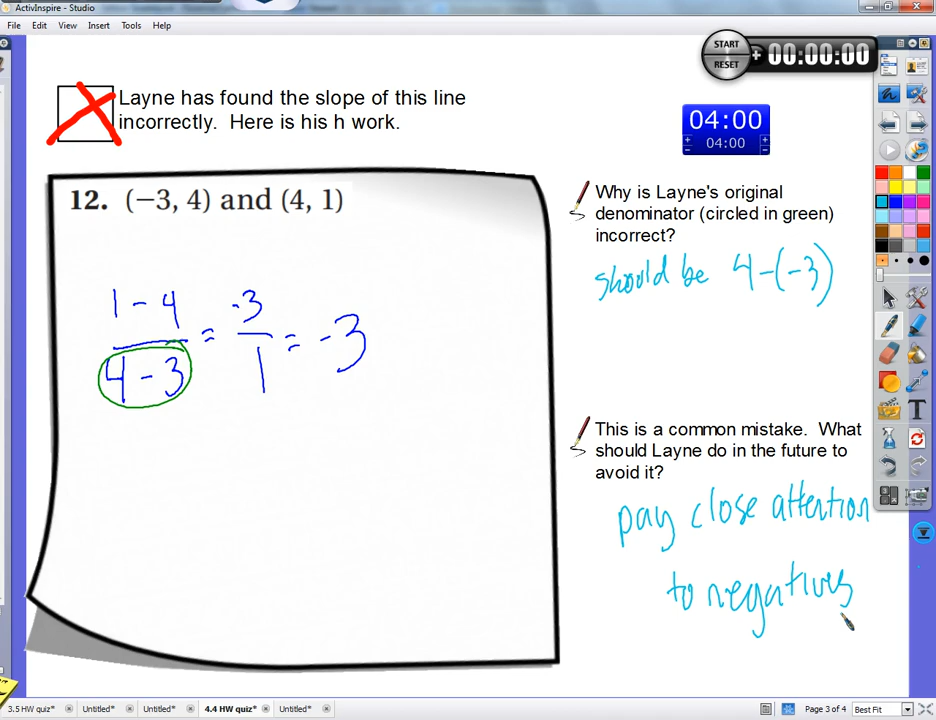 ActivInspire - Studio
File Edit View Insert Tools Help
START
RESET
+ 00:00:00
Layne has found the slope of this line
incorrectly. Here is his h work.
04:00
04:00
12. (−3, 4) and (4, 1)
Why is Layne's original
denominator (circled in green)
incorrect?
should be 4-(-3)
1 - 4
4 - 3
= -3
1
= -3
This is a common mistake. What
should Layne do in the future to
avoid it?
pay close attention
to negatives
3.5 HW quiz* Untitled* Untitled* 4.4 HW quiz* Untitled* Page 3 of 4 Best Fit